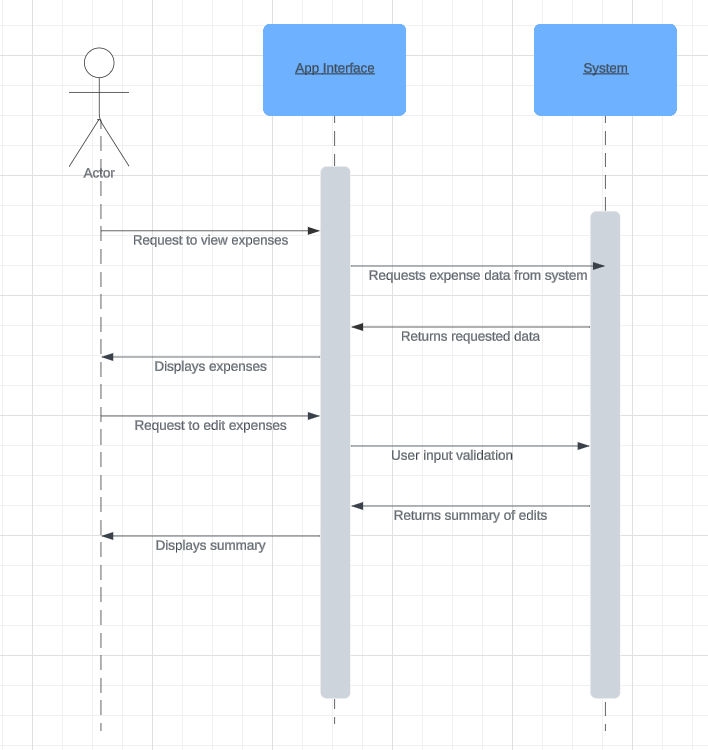 App Interface
System
Actor
Request to view expenses
Requests expense data from system
Returns requested data
Displays expenses
Request to edit expenses
User input validation
Returns summary of edits
Displays summary